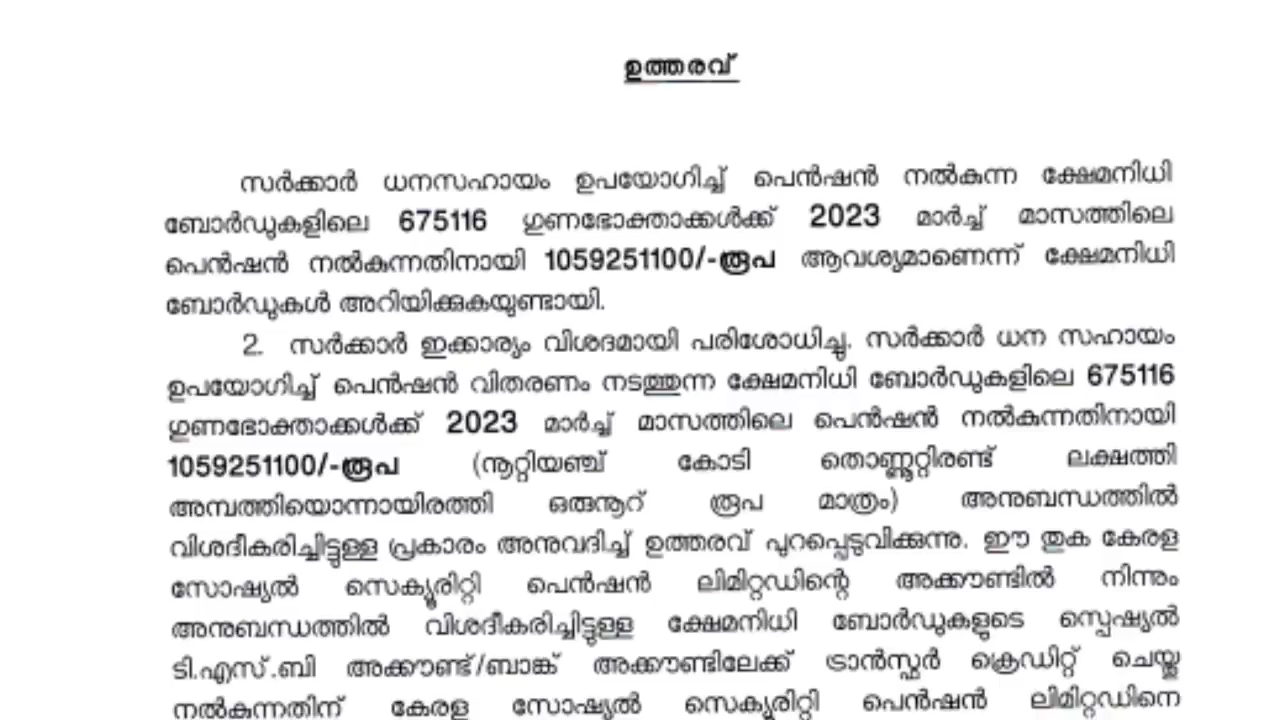 ഉത്തരവ്
സർക്കാർ ധനസഹായം ഉപയോഗിച്ച് പെൻഷൻ നൽകുന്ന ക്ഷേമനിധി
ബോർഡുകളിലെ 675116 ഗുണഭോക്താക്കൾക്ക് 2023 മാർച്ച് മാസത്തിലെ
പെൻഷൻ നൽകുന്നതിനായി 1059251100/-രൂപ ആവശ്യമാണെന്ന് ക്ഷേമനിധി
ബോർഡുകൾ അറിയിക്കുകയുണ്ടായി.
2. സർക്കാർ ഇക്കാര്യം വിശദമായി പരിശോധിച്ചു. സർക്കാർ ധന സഹായം
ഉപയോഗിച്ച് പെൻഷൻ വിതരണം നടത്തുന്ന ക്ഷേമനിധി ബോർഡുകളിലെ 675116
ഗുണഭോക്താക്കൾക്ക് 2023 മാർച്ച് മാസത്തിലെ പെൻഷൻ നൽകുന്നതിനായി
1059251100/-രൂപ (നൂറ്റിയഞ്ച് കോടി തൊണ്ണൂറ്റിരണ്ട് ലക്ഷത്തി
അമ്പത്തിയൊന്നായിരത്തി ഒരുനൂറ് രൂപ മാത്രം) അനുബന്ധത്തിൽ
വിശദീകരിച്ചിട്ടുള്ള പ്രകാരം അനുവദിച്ച് ഉത്തരവ് പുറപ്പെടുവിക്കുന്നു. ഈ തുക കേരള
സോഷ്യൽ സെക്യൂരിറ്റി പെൻഷൻ ലിമിറ്റഡിന്റെ അക്കൗണ്ടിൽ നിന്നും
അനുബന്ധത്തിൽ വിശദീകരിച്ചിട്ടുള്ള ക്ഷേമനിധി ബോർഡുകളുടെ സ്പെഷ്യൽ
ടി.എസ്.ബി അക്കൗണ്ട്/ബാങ്ക് അക്കൗണ്ടിലേക്ക് ട്രാൻസ്ഫർ ക്രെഡിറ്റ് ചെയ്തു
നൽകുന്നതിന് കേരള സോഷ്യൽ സെക്യൂരിറ്റി പെൻഷൻ ലിമിറ്റഡിനെ